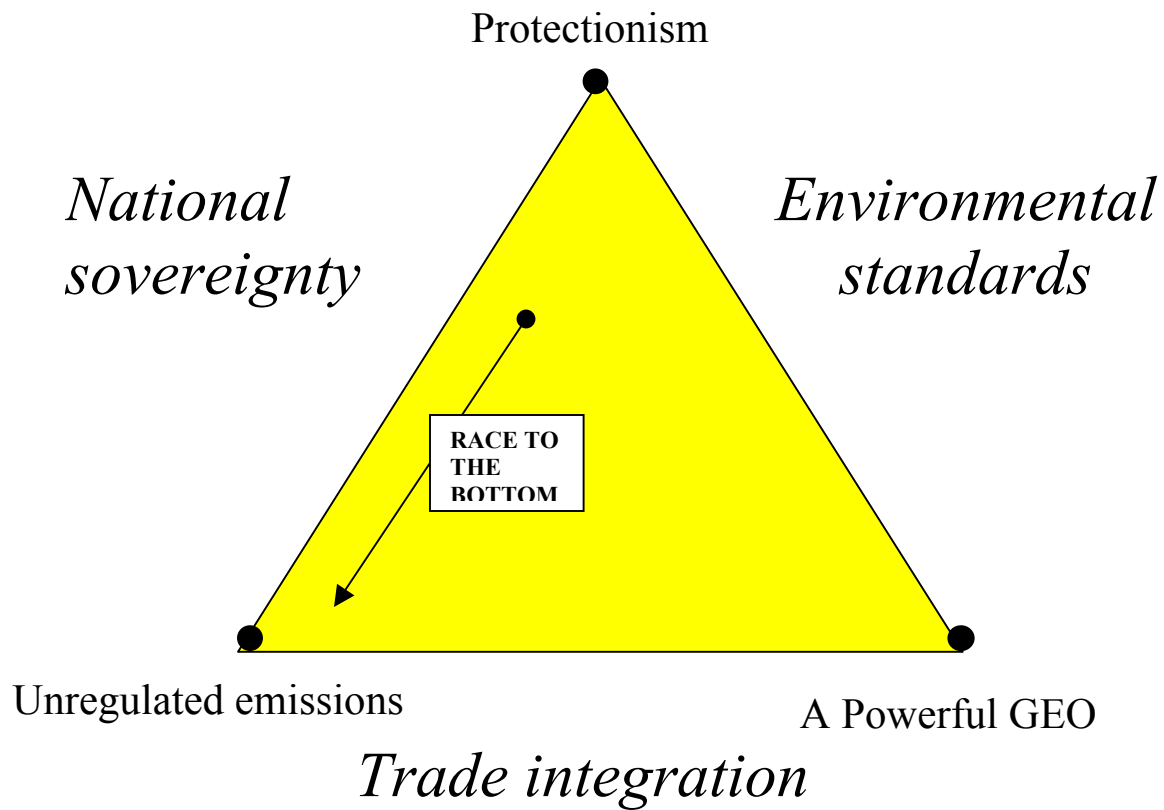 Protectionism
National
sovereignty
Environmental
standards
RACE TO
THE
BOTTOM
Unregulated emissions
A Powerful GEO
Trade integration